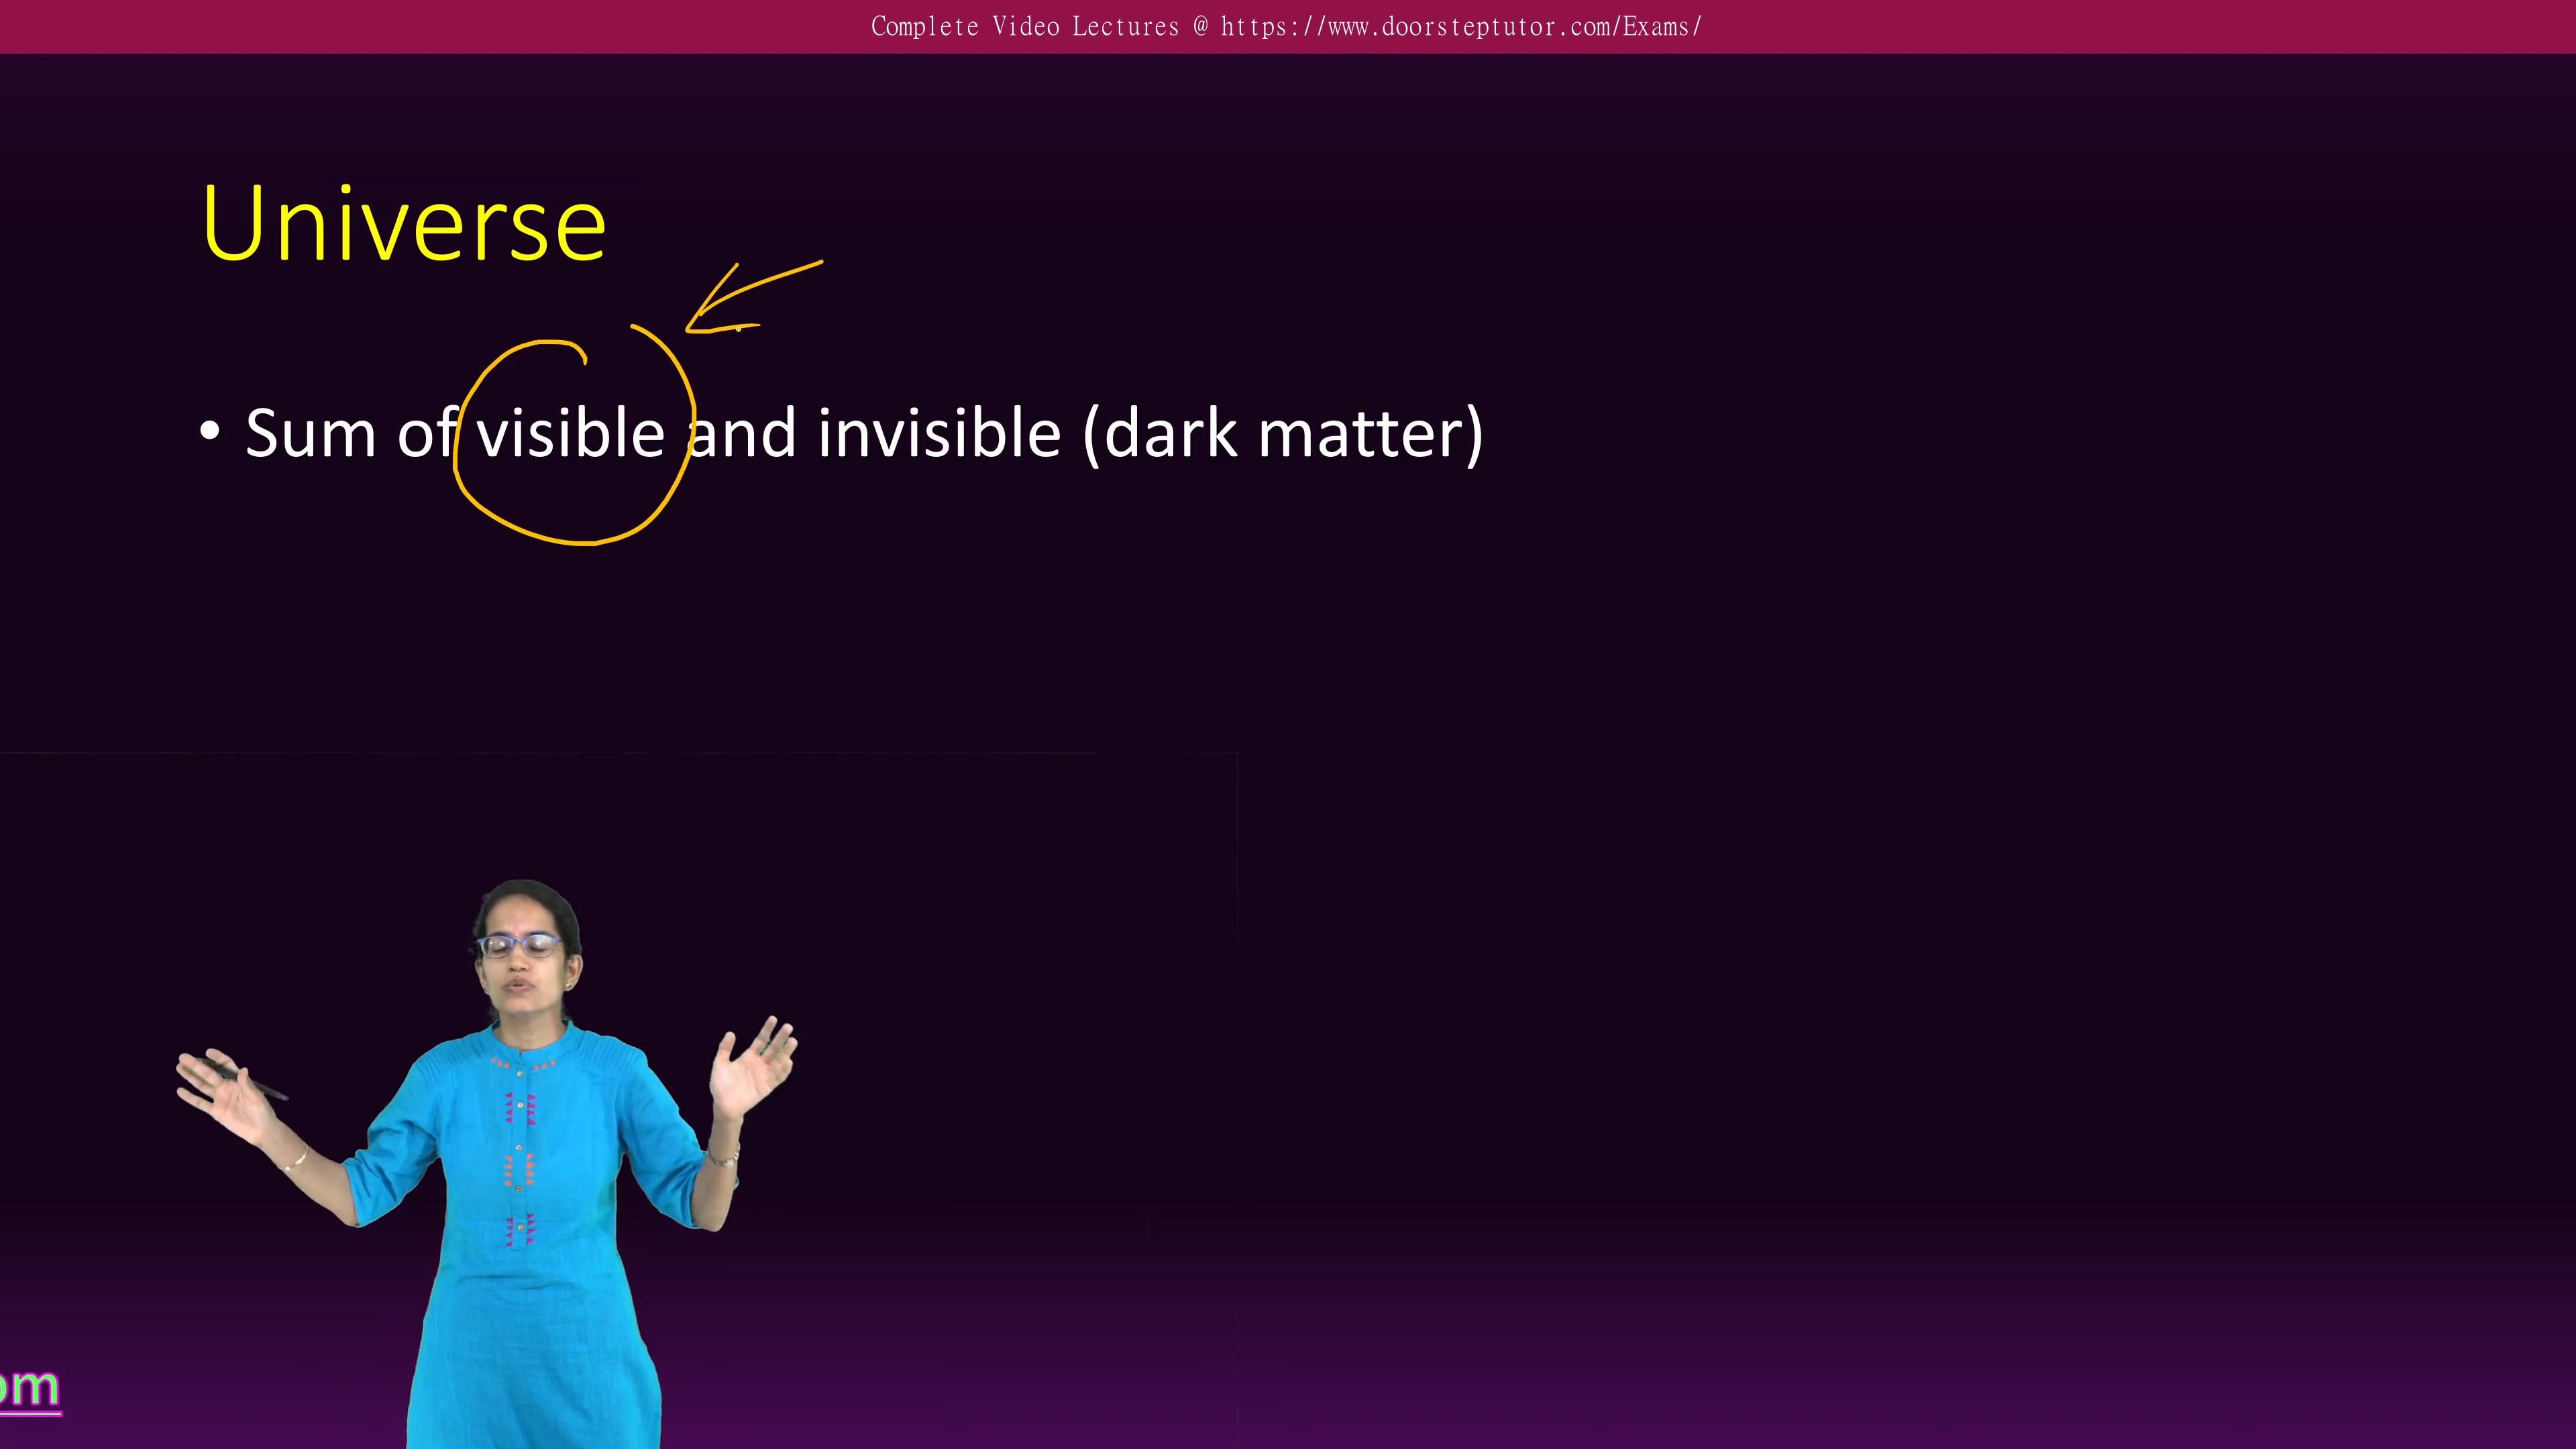 Complete Video Lectures @ https://www.doorsteptutor.com/Exams/
Universe
• Sum of visible and invisible (dark matter)
om